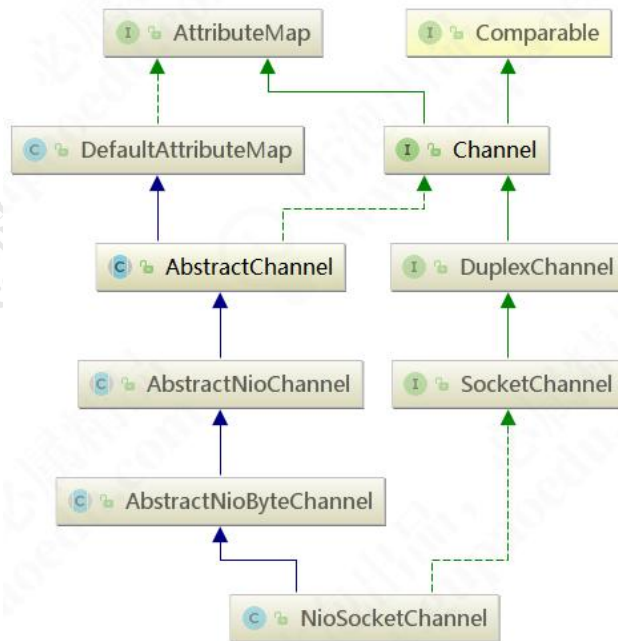 AttributeMap
Comparable
DefaultAttributeMap
Channel
AbstractChannel
DuplexChannel
AbstractNioChannel
SocketChannel
AbstractNioByteChannel
NioSocketChannel